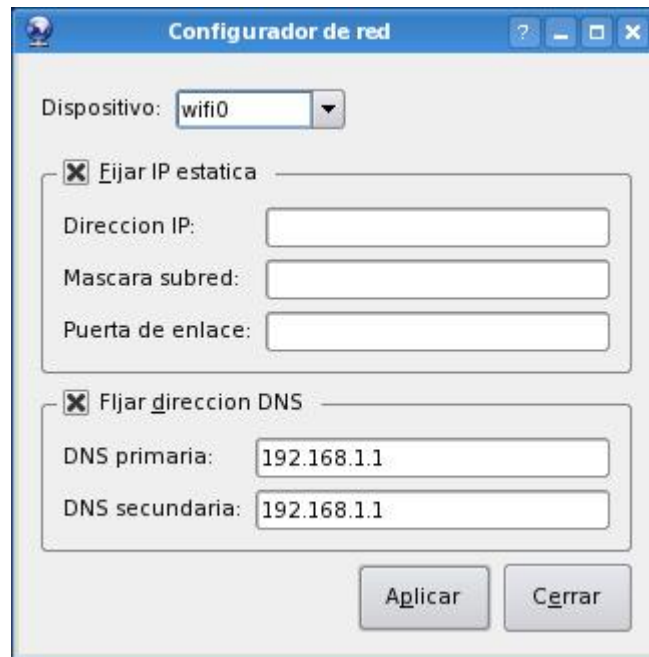 Configurador de red
Dispositivo: wifi0
Fijar IP estatica
Direccion IP:
Mascara subred:
Puerta de enlace:
FIjar direccion DNS
DNS primaria: 192.168.1.1
DNS secundaria: 192.168.1.1
Aplicar Cerrar